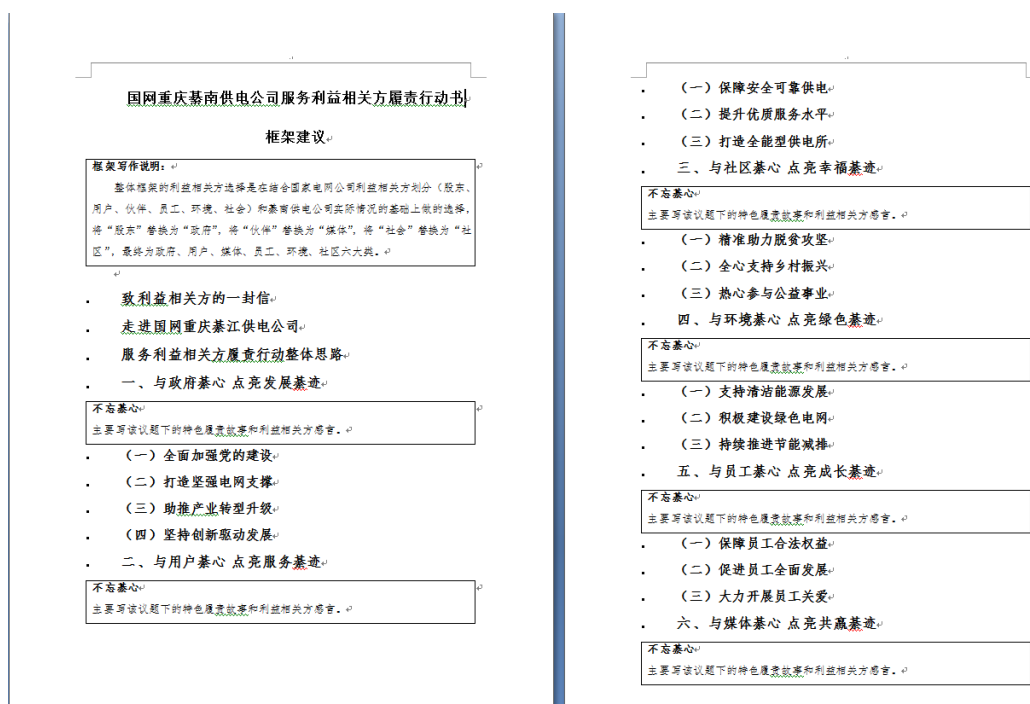 国网重庆綦南供电公司服务利益相关方履责行动书
框架建议
框架写作说明：
整体框架的利益相关方选择是在结合国家电网公司利益相关方划分（股东、
用户、伙伴、员工、环境、社会）和綦南供电公司实际情况的基础上做的选择，
将“股东”替换为“政府”，将“伙伴”替换为“媒体”，将“社会”替换为“社
区”，最终为政府、用户、媒体、员工、环境、社区六大类。
致利益相关方的一封信
走进国网重庆綦江供电公司
服务利益相关方履责行动整体思路
一、与政府綦心 点亮发展綦迹
不忘綦心
主要写该议题下的特色履责故事和利益相关方感言。
（一）全面加强党的建设
（二）打造坚强电网支撑
（三）助推产业转型升级
（四）坚持创新驱动发展
二、与用户綦心 点亮服务綦迹
不忘綦心
主要写该议题下的特色履责故事和利益相关方感言。
（一）保障安全可靠供电
（二）提升优质服务水平
（三）打造全能型供电所
三、与社区綦心 点亮幸福綦迹
不忘綦心
主要写该议题下的特色履责故事和利益相关方感言。
（一）精准助力脱贫攻坚
（二）全心支持乡村振兴
（三）热心参与公益事业
四、与环境綦心 点亮绿色綦迹
不忘綦心
主要写该议题下的特色履责故事和利益相关方感言。
（一）支持清洁能源发展
（二）积极建设绿色电网
（三）持续推进节能减排
五、与员工綦心 点亮成长綦迹
不忘綦心
主要写该议题下的特色履责故事和利益相关方感言。
（一）保障员工合法权益
（二）促进员工全面发展
（三）大力开展员工关爱
六、与媒体綦心 点亮共赢綦迹
不忘綦心
主要写该议题下的特色履责故事和利益相关方感言。